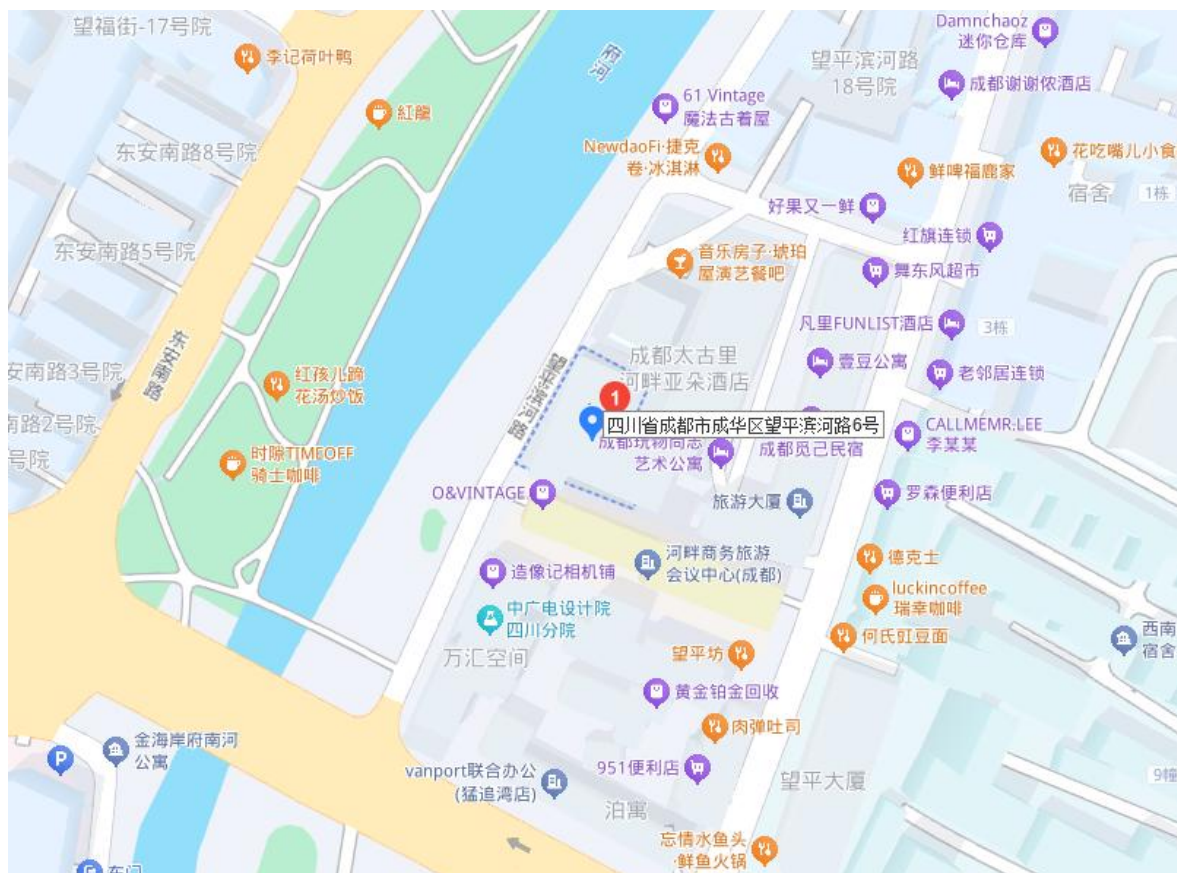 望福街-17号院
李记荷叶鸭
紅龍
东安南路8号院
东安南路5号院
东安南路
安南路3号院
南路2号院
号院
红孩儿蹄
花汤炒饭
时隙TIMEOFF
骑士咖啡
府河
Damnchaoz
迷你仓库
望平滨河路
18号院
成都谢谢侬酒店
61 Vintage
魔法古着屋
NewdaoFi·捷克
卷·冰淇淋
花吃嘴儿小食
鲜啤福鹿家
宿舍
1栋
好果又一鲜
红旗连锁
音乐房子·琥珀
屋演艺餐吧
舞东风超市
凡里FUNLIST酒店
3栋
望平滨河路
成都太古里
河畔亚朵酒店
壹豆公寓
老邻居连锁
1
四川省成都市成华区望平滨河路6号
CALLMEMR.LEE
李某某
艺术公寓
成都觅己民宿
O&VINTAGE
旅游大厦
罗森便利店
河畔商务旅游
会议中心(成都)
德克士
造像记相机铺
luckincoffee
瑞幸咖啡
中广电设计院
四川分院
何氏豇豆面
西南
宿舍
万汇空间
望平坊
黄金铂金回收
肉弹吐司
金海岸府南河
公寓
P
951便利店
vanport联合办公
(猛追湾店)
望平大厦
9幢
泊寓
忘情水鱼头
·鲜鱼火锅
东门